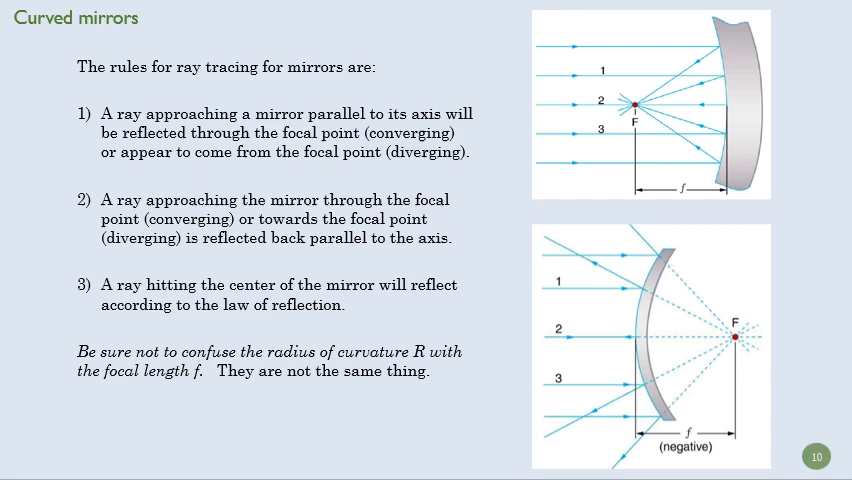 Curved mirrors
The rules for ray tracing for mirrors are:
1) A ray approaching a mirror parallel to its axis will
be reflected through the focal point (converging)
or appear to come from the focal point (diverging).
2) A ray approaching the mirror through the focal
point (converging) or towards the focal point
(diverging) is reflected back parallel to the axis.
3) A ray hitting the center of the mirror will reflect
according to the law of reflection.
Be sure not to confuse the radius of curvature R with
the focal length f. They are not the same thing.
1
2
F
3
f
1
2
F
3
f
(negative)
10